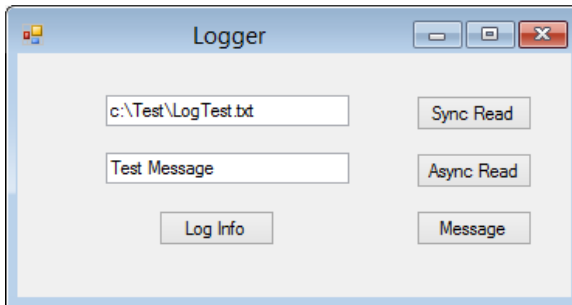 Logger
c:\Test\LogTest.txt
Sync Read
Test Message
Async Read
Log Info
Message